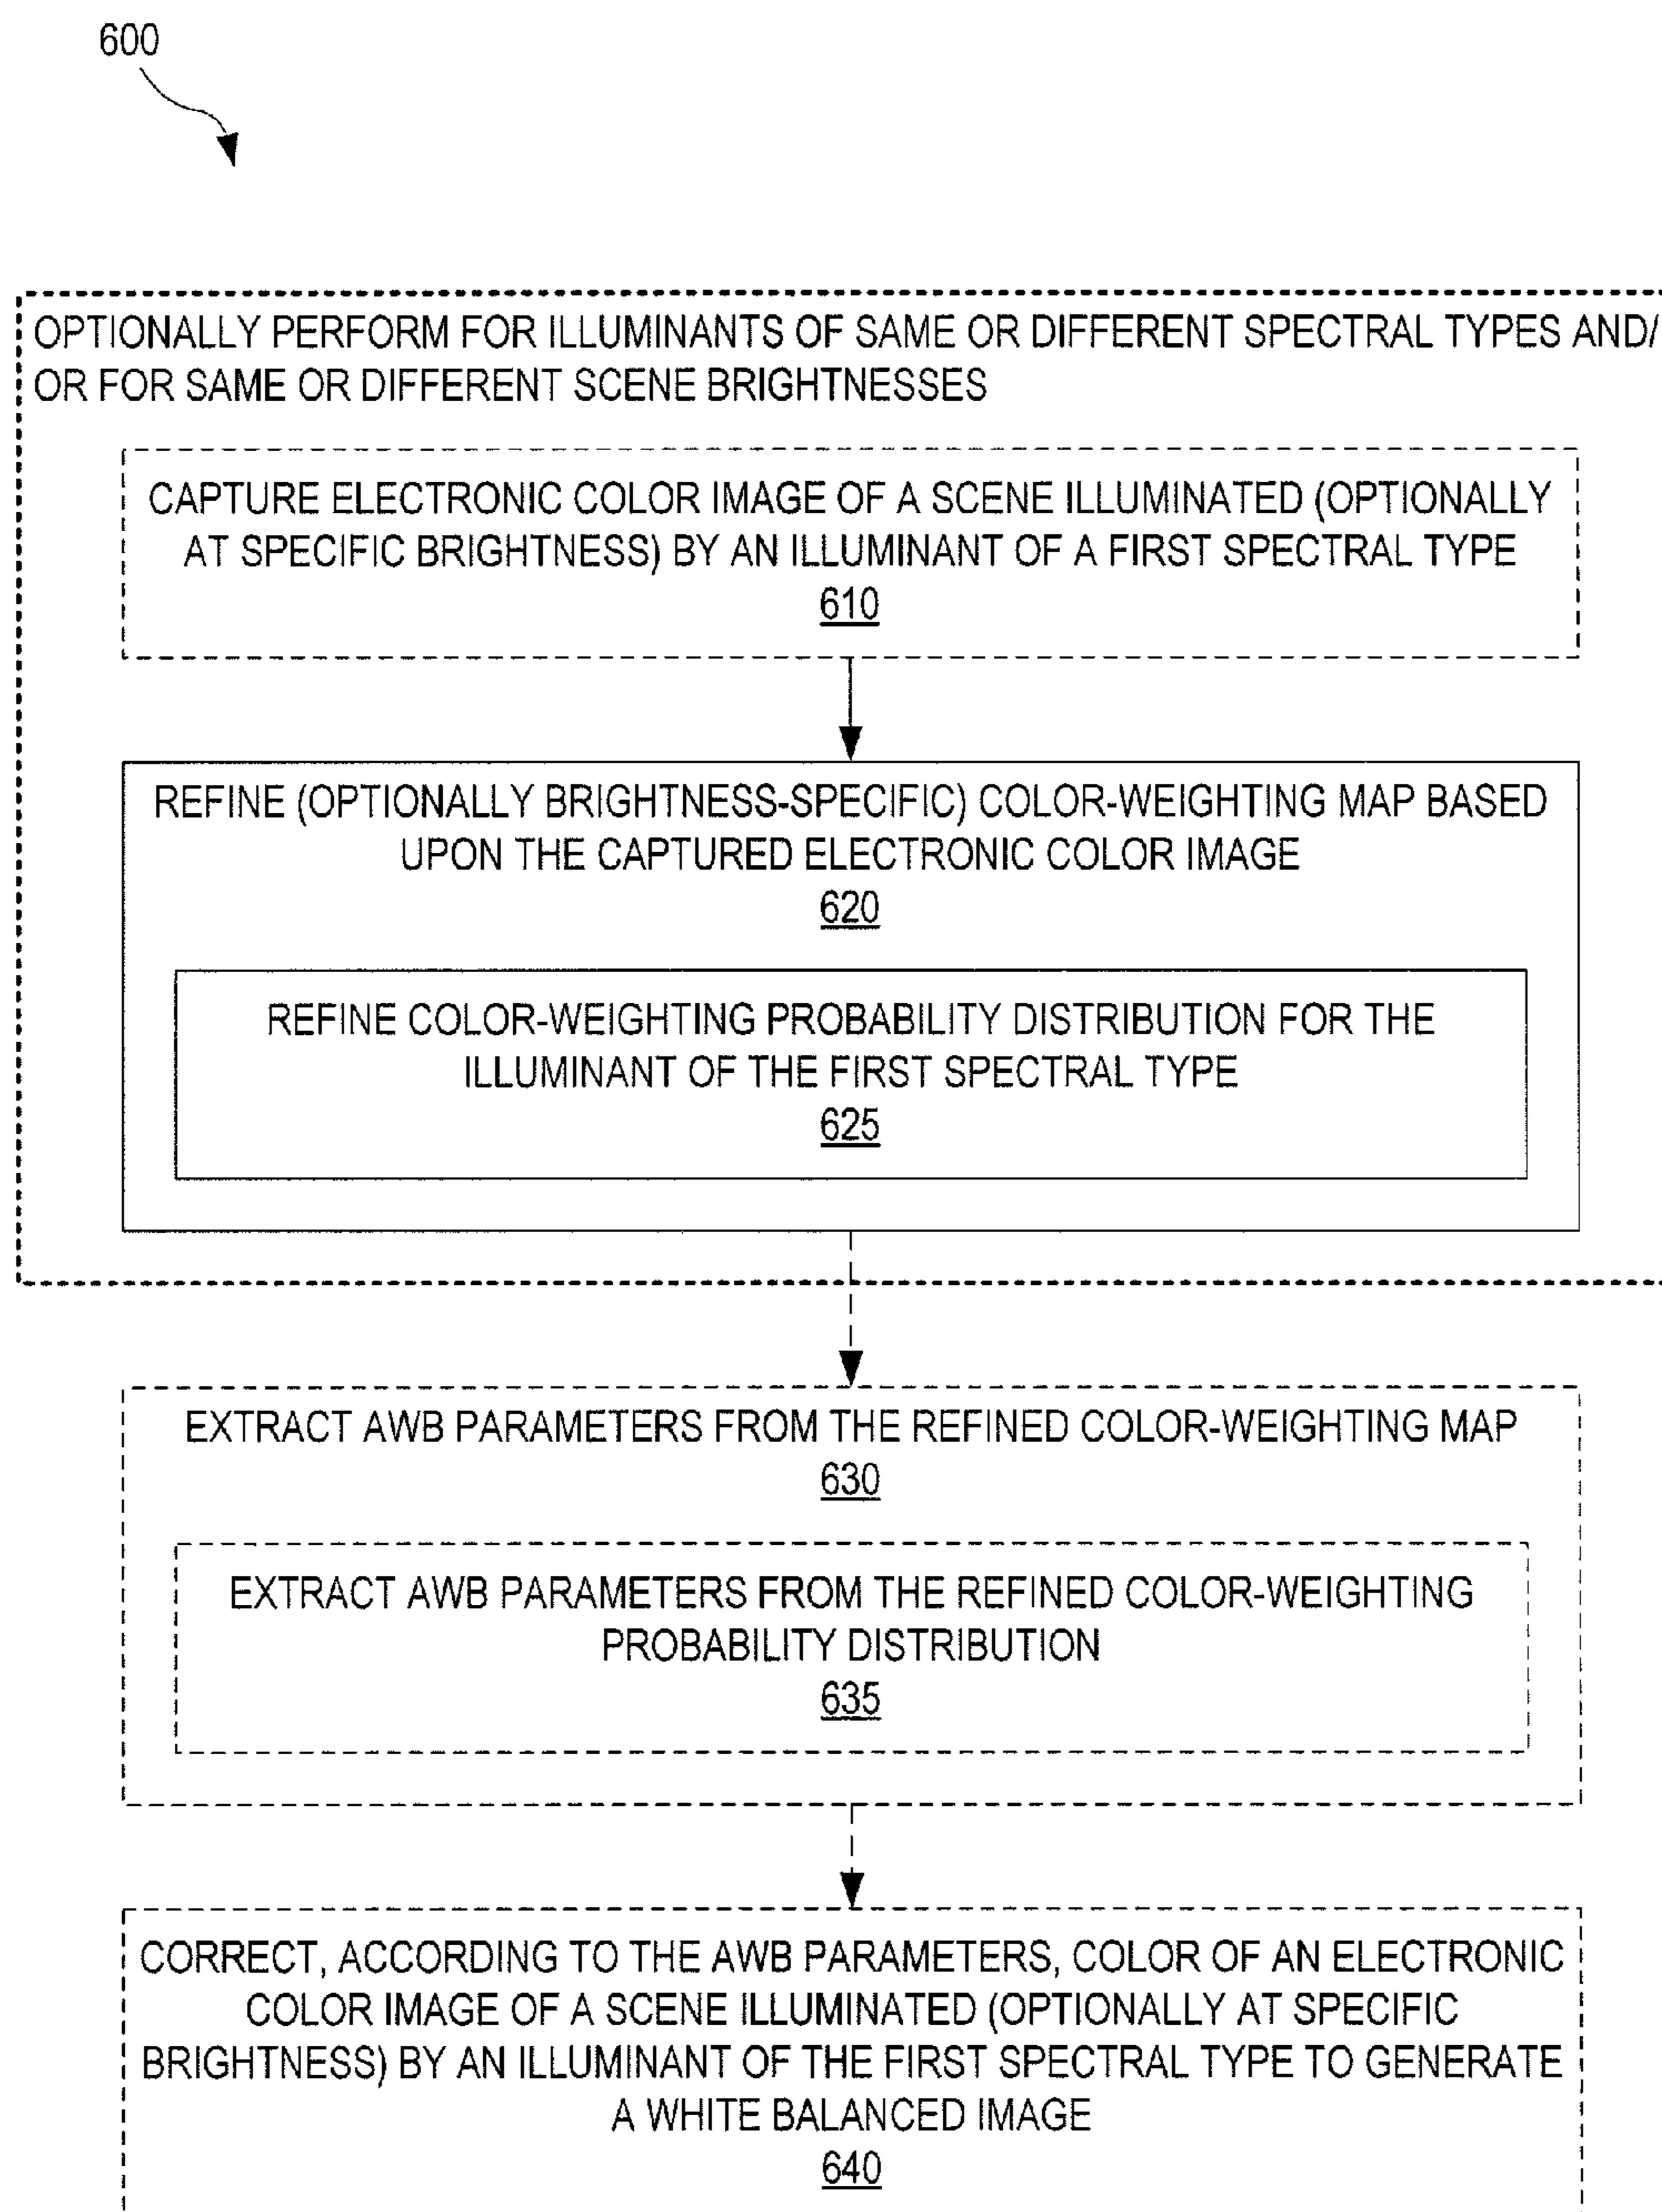 600
OPTIONALLY PERFORM FOR ILLUMINANTS OF SAME OR DIFFERENT SPECTRAL TYPES AND/
OR FOR SAME OR DIFFERENT SCENE BRIGHTNESSES
CAPTURE ELECTRONIC COLOR IMAGE OF A SCENE ILLUMINATED (OPTIONALLY
AT SPECIFIC BRIGHTNESS) BY AN ILLUMINANT OF A FIRST SPECTRAL TYPE
610
REFINE (OPTIONALLY BRIGHTNESS-SPECIFIC) COLOR-WEIGHTING MAP BASED
UPON THE CAPTURED ELECTRONIC COLOR IMAGE
620
REFINE COLOR-WEIGHTING PROBABILITY DISTRIBUTION FOR THE
ILLUMINANT OF THE FIRST SPECTRAL TYPE
625
EXTRACT AWB PARAMETERS FROM THE REFINED COLOR-WEIGHTING MAP
630
EXTRACT AWB PARAMETERS FROM THE REFINED COLOR-WEIGHTING
PROBABILITY DISTRIBUTION
635
CORRECT, ACCORDING TO THE AWB PARAMETERS, COLOR OF AN ELECTRONIC
COLOR IMAGE OF A SCENE ILLUMINATED (OPTIONALLY AT SPECIFIC
BRIGHTNESS) BY AN ILLUMINANT OF THE FIRST SPECTRAL TYPE TO GENERATE
A WHITE BALANCED IMAGE
640